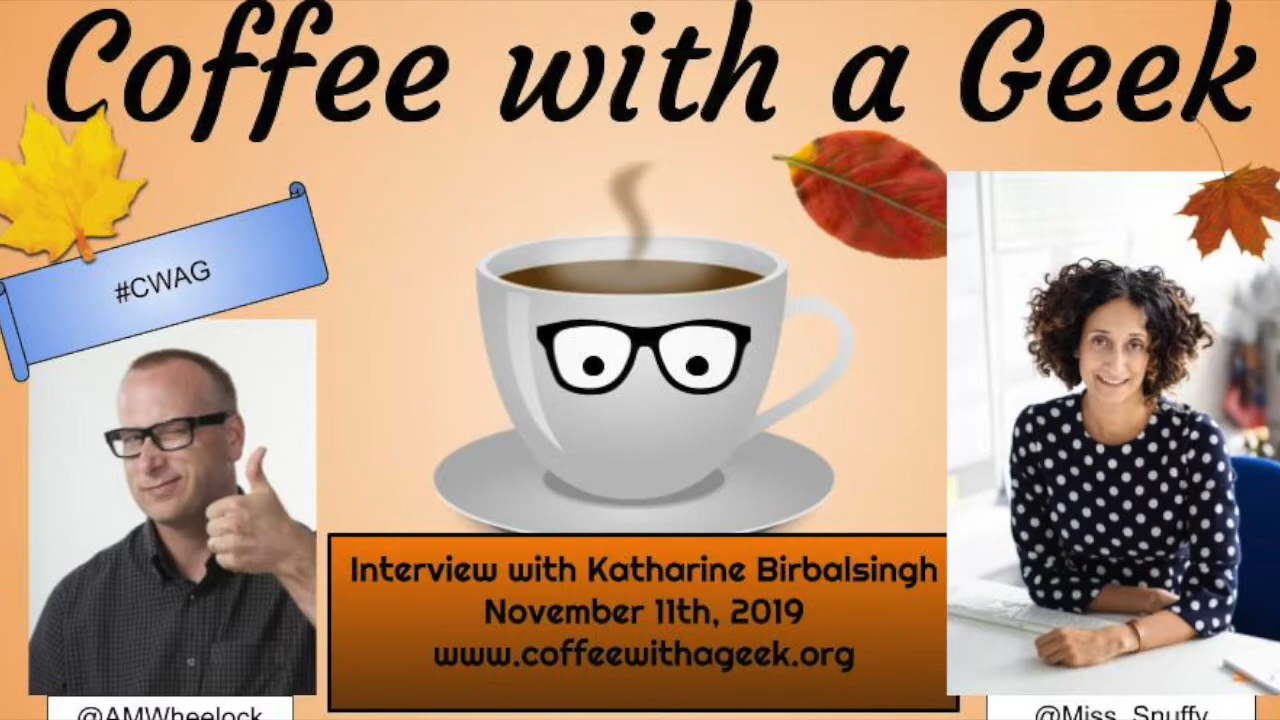 Coffee with a Geek
#CWAG
Interview with Katharine Birbalsingh
November 11th, 2019
www.coffeewithageek.org
@AMWheelock
@Miss_Snuffy